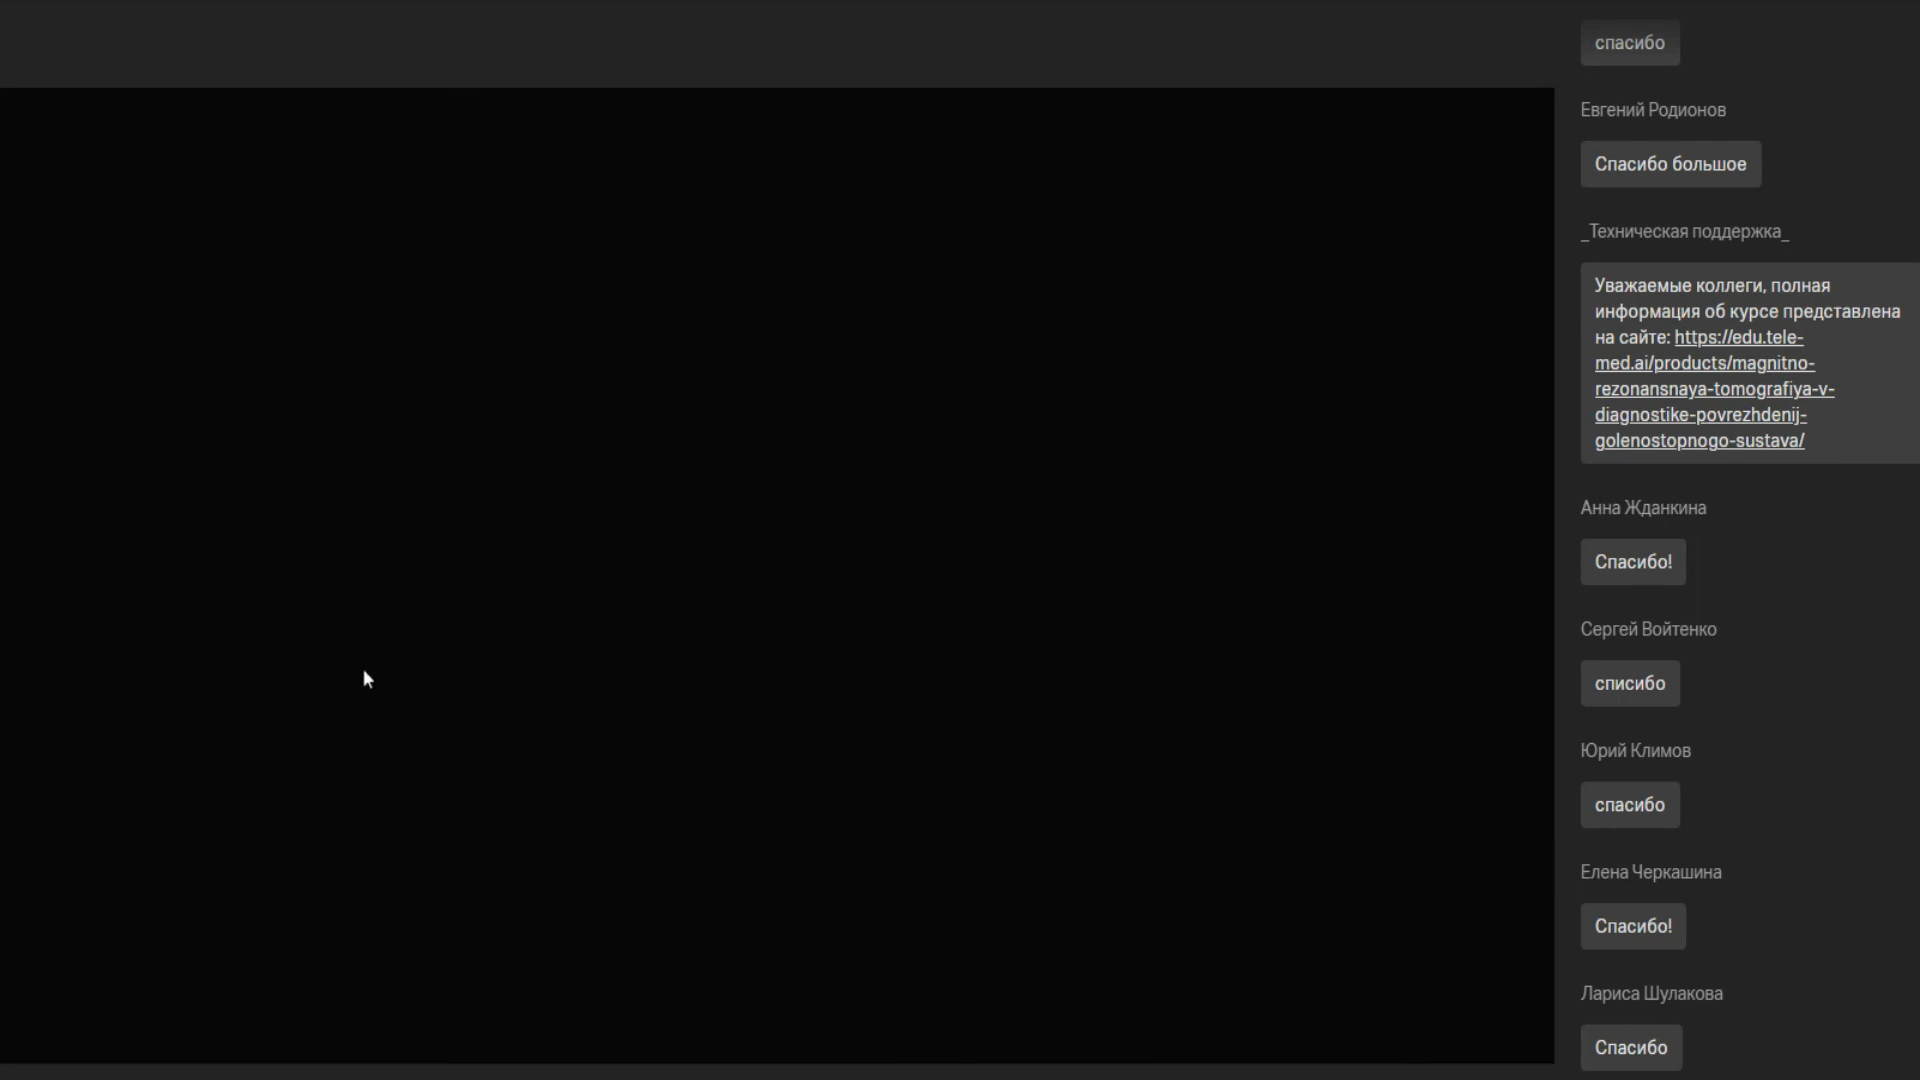 спасибо
Евгений Родионов
Спасибо большое
_Техническая поддержка_
Уважаемые коллеги, полная
информация об курсе представлена
на сайте: https://edu.tele-
med.ai/products/magnitno-
rezonansnaya-tomografiya-v-
diagnostike-povrezhdenij-
golenostopnogo-sustava/
Анна Жданкина
Спасибо!
Сергей Войтенко
списибо
Юрий Климов
спасибо
Елена Черкашина
Спасибо!
Лариса Шулакова
Спасибо